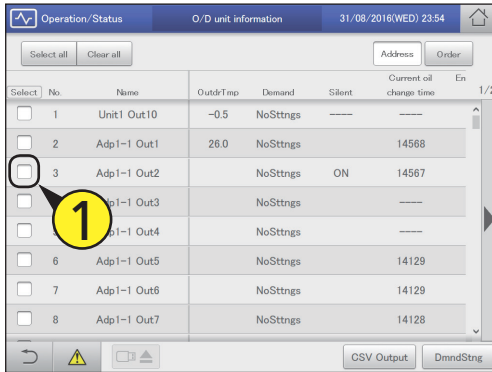 Operation/Status O/D unit information 31/08/2016(WED) 23:54
Select all Clear all Address Order
Select No. Name OutdrTmp Demand Silent Current oil change time En 1/2
1 Unit1 Out10 -0.5 NoSttngs ---- ----
2 Adp1-1 Out1 26.0 NoSttngs 14568
3 Adp1-1 Out2 NoSttngs ON 14567
p1-1 Out3 NoSttngs ----
1
p1-1 Out4 NoSttngs ----
6 Adp1-1 Out5 NoSttngs 14129
7 Adp1-1 Out6 NoSttngs 14129
8 Adp1-1 Out7 NoSttngs 14128
CSV Output DmndStng